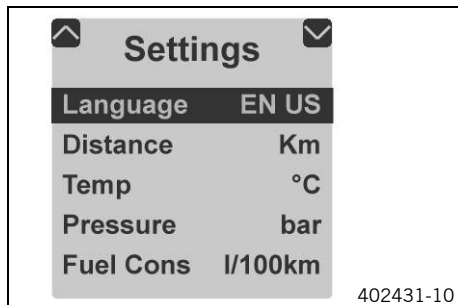 Settings
Language EN US
Distance Km
Temp °C
Pressure bar
Fuel Cons l/100km
402431-10